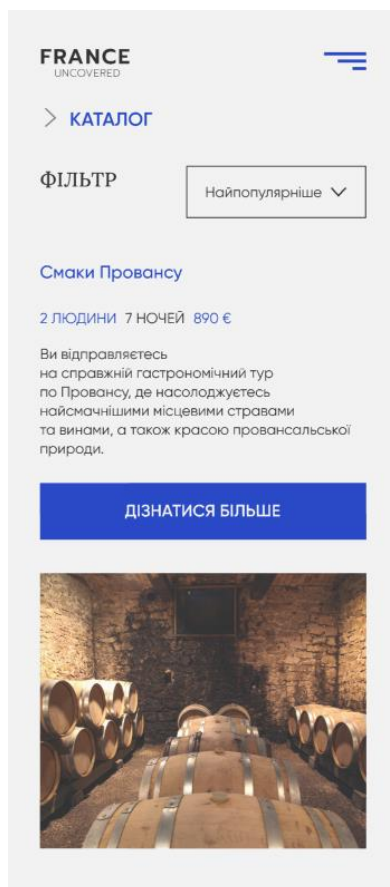 FRANCE
UNCOVERED
КАТАЛОГ
ФІЛЬТР
Найпопулярніше
Смаки Провансу
2 ЛЮДИНИ 7 НОЧЕЙ 890 €
Ви відправляєтесь
на справжній гастрономічний тур
по Провансу, де насолоджуєтесь
найсмачнішими місцевими стравами
та винами, а також красою провансальської
природи.
ДІЗНАТИСЯ БІЛЬШЕ